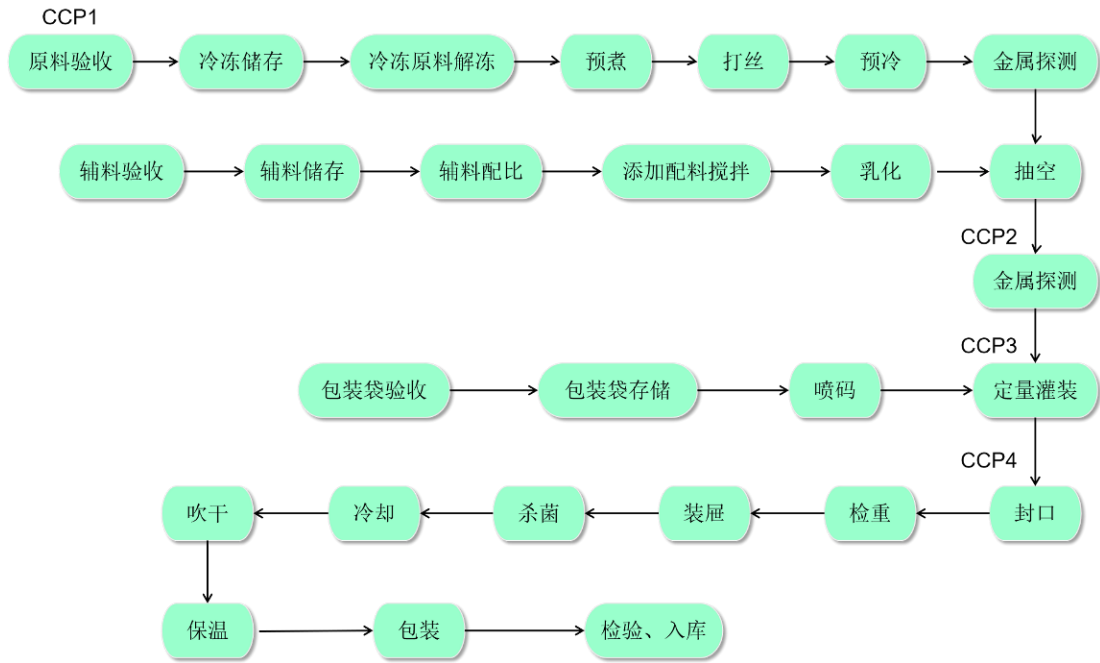 CCP1
原料验收
冷冻储存
冷冻原料解冻
预煮
打丝
预冷
金属探测
辅料验收
辅料储存
辅料配比
添加配料搅拌
乳化
抽空
CCP2
金属探测
CCP3
包装袋验收
包装袋存储
喷码
定量灌装
CCP4
吹干
冷却
杀菌
装屉
检重
封口
保温
包装
检验、入库